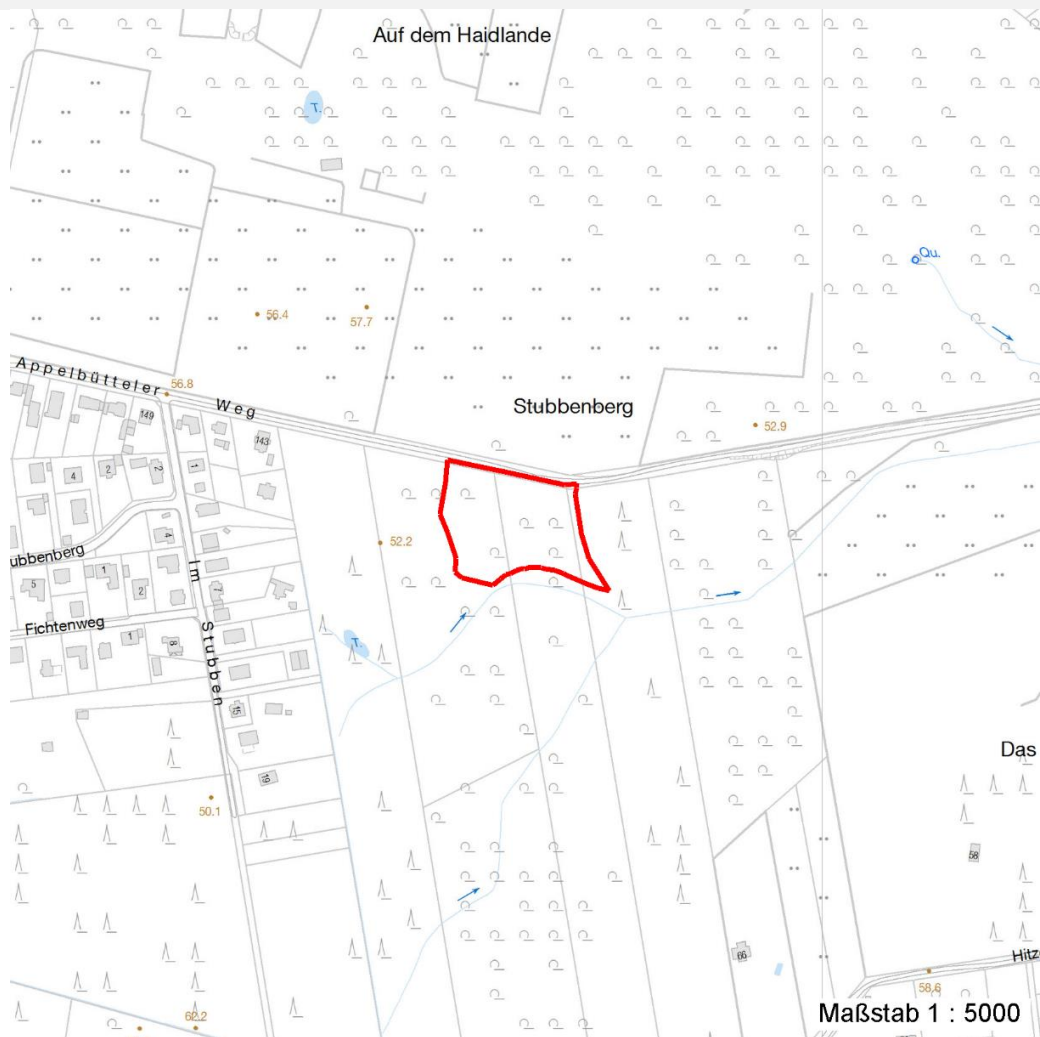 Auf dem Haidlande
T.
Qu.
56.4
57.7
Appelbütteler Weg
56.8
Stubbenberg
52.9
149
143
4
2
2
1
4
52.2
ubbenberg
5
1
2
7
Im Stubben
Fichtenweg
1
8
T.
15
19
Das
50.1
58
66
Hitz
58.6
62.2
Maßstab 1 : 5000